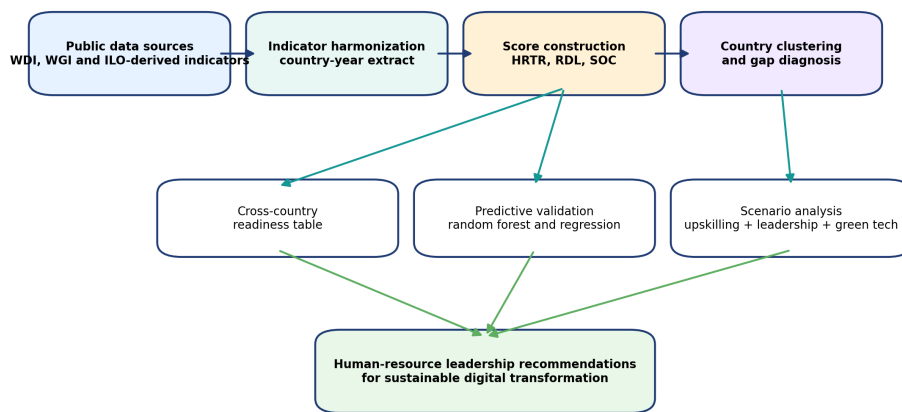 Public data sources
WDI, WGI and ILO-derived indicators
Indicator harmonization
country-year extract
Score construction
HRTR, RDL, SOC
Country clustering
and gap diagnosis
Cross-country
readiness table
Predictive validation
random forest and regression
Scenario analysis
upskilling + leadership + green tech
Human-resource leadership recommendations
for sustainable digital transformation